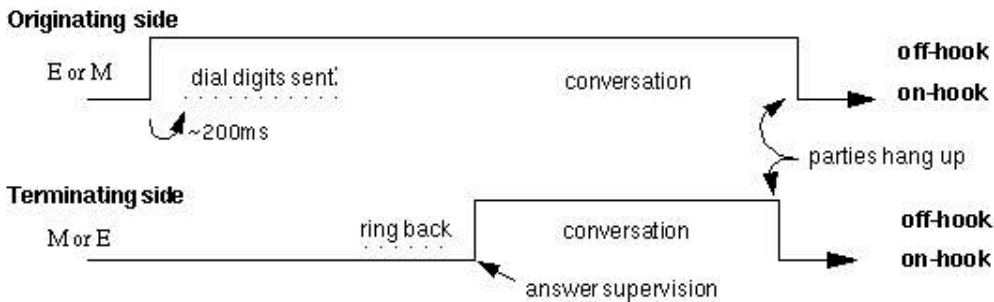 Originating side
off-hook
E or M
dial digits sent
conversation
on-hook
~200ms
parties hang up
Terminating side
off-hook
ring back
M or E
conversation
on-hook
answer supervision